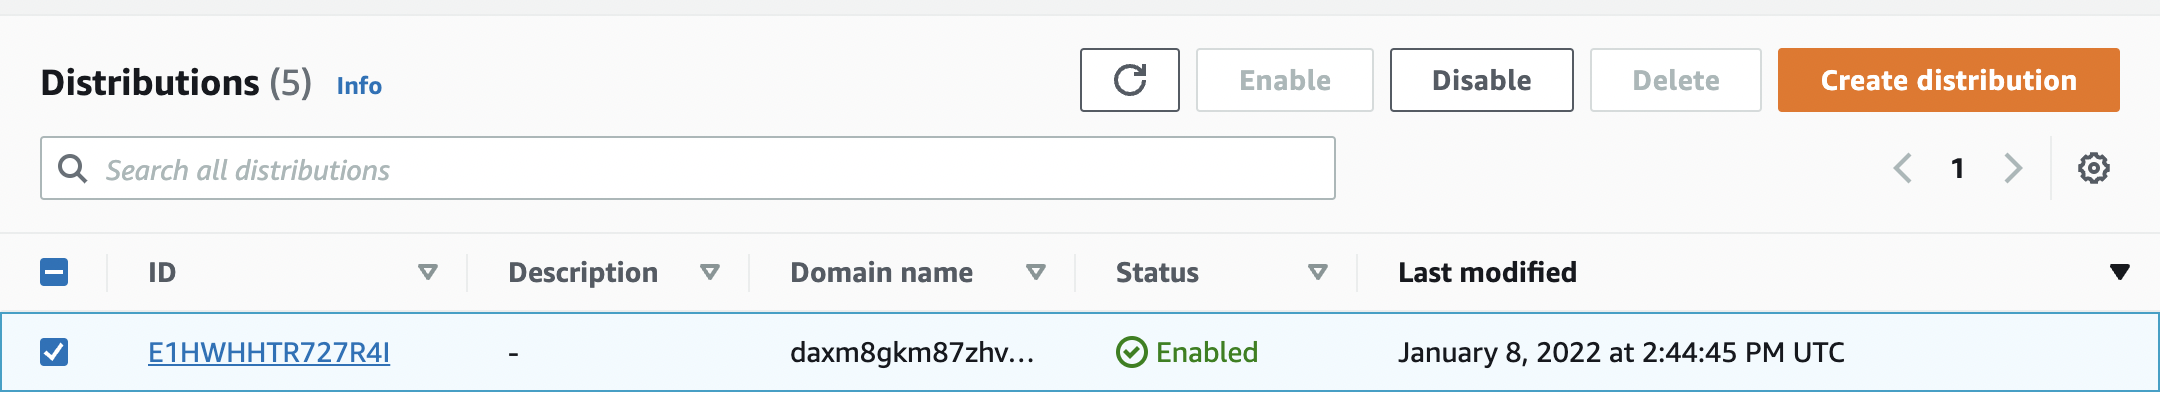 Distributions (5) Info Enable Disable Delete Create distribution
Search all distributions 1
ID Description Domain name Status Last modified
E1HWHHTR727R4I - daxm8gkm87zhv... Enabled January 8, 2022 at 2:44:45 PM UTC